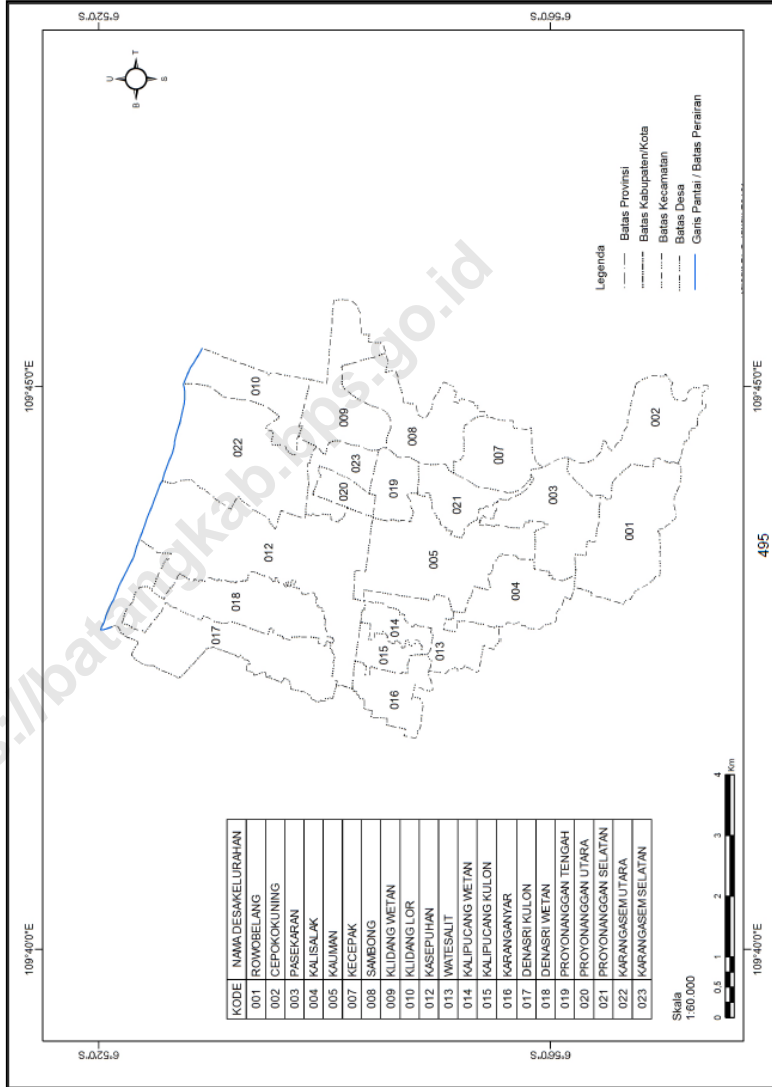 6°52'0"S
6°56'0"S
U
T
S
B
109°45'0"E
109°40'0"E
Legenda
Batas Provinsi
Batas Kabupaten/Kota
Batas Kecamatan
Batas Desa
Garis Pantai / Batas Perairan
010
022
009
023
020
008
019
007
021
002
003
001
012
005
004
018
017
014
015
013
016
KODE NAMA DESA/KELURAHAN
001 ROWOBELANG
002 CEPOKOKUNING
003 PASEKARAN
004 KALISALAK
005 KAUMAN
007 KECEPAK
008 SAMBONG
009 KLIDANG WETAN
010 KLIDANG LOR
012 KASEPUHAN
013 WATESALIT
014 KALIPUCANG WETAN
015 KALIPUCANG KULON
016 KARANGANYAR
017 DENASRI KULON
018 DENASRI WETAN
019 PROYONANGGAN TENGAH
020 PROYONANGGAN UTARA
021 PROYONANGGAN SELATAN
022 KARANGASEM UTARA
023 KARANGASEM SELATAN
Skala
1:60.000
0 0,5 1 2 3 4
Km
109°45'0"E
109°40'0"E
6°52'0"S
6°56'0"S
495
s://batangkab.bps.go.id